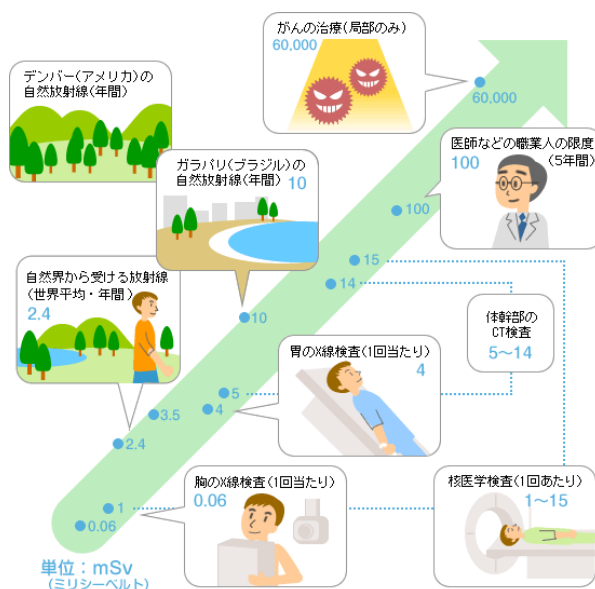 がんの治療(局部のみ)
60,000
60,000
デンバー(アメリカ)の
自然放射線(年間)
医師などの職業人の限度
100
(5年間)
ガラパリ(ブラジル)の
自然放射線(年間)
10
100
15
14
自然界から受ける放射線
(世界平均・年間)
2.4
10
体幹部の
CT検査
5〜14
胃のX線検査(1回当たり)
4
5
4
3.5
2.4
胸のX線検査(1回当たり)
0.06
核医学検査(1回あたり)
1〜15
1
0.06
単位:mSv
(ミリシーベルト)